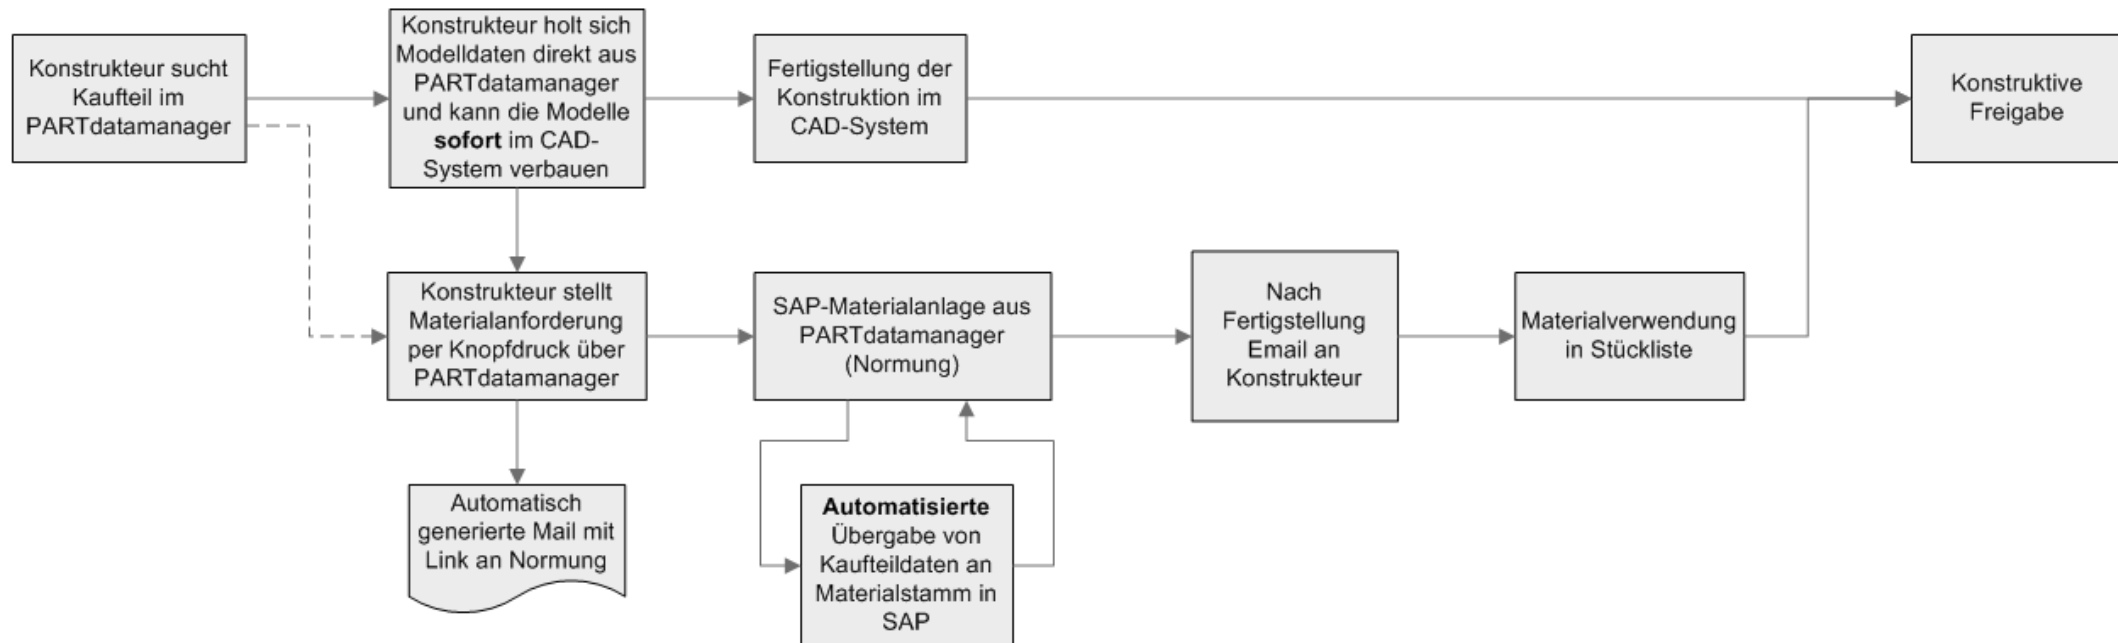 Konstrukteur sucht
Kaufteil im
PARTdatamanager
Konstrukteur holt sich
Modelldaten direkt aus
PARTdatamanager
und kann die Modelle
sofort im CAD-
System verbauen
Fertigstellung der
Konstruktion im
CAD-System
Konstruktive
Freigabe
Konstrukteur stellt
Materialanforderung
per Knopfdruck über
PARTdatamanager
SAP-Materialanlage aus
PARTdatamanager
(Normung)
Nach
Fertigstellung
Email an
Konstrukteur
Materialverwendung
in Stückliste
Automatisch
generierte Mail mit
Link an Normung
Automatisierte
Übergabe von
Kaufteildaten an
Materialstamm in
SAP